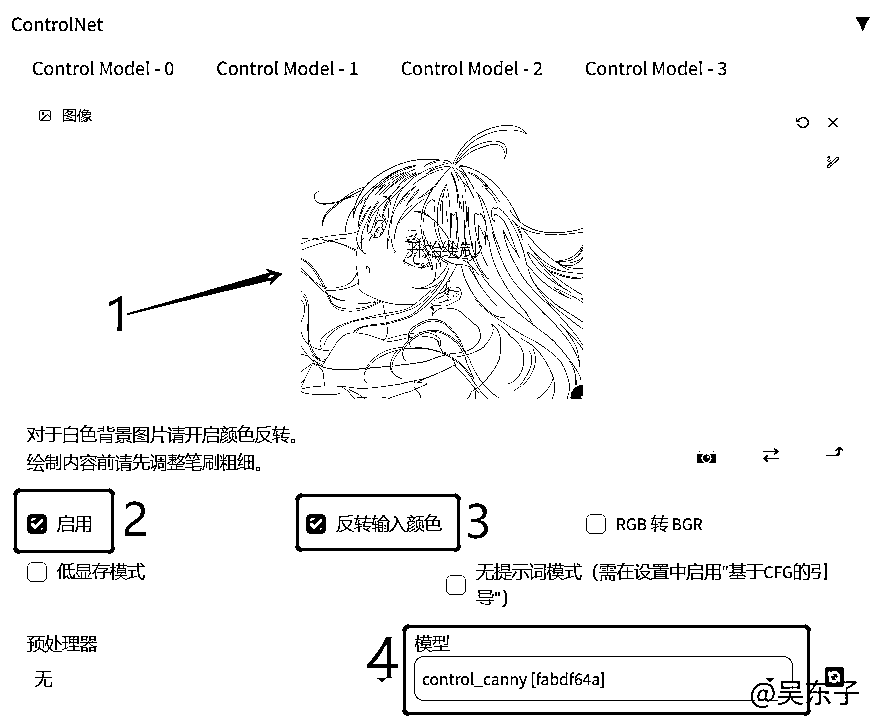 ControlNet
Control Model - 0 Control Model - 1 Control Model - 2 Control Model - 3
图像
开始绘制
1
对于白色背景图片请开启颜色反转。
绘制内容前请先调整笔刷粗细。
启用 2 反转输入颜色 3 RGB 转 BGR
低显存模式 无提示词模式（需在设置中启用"基于CFG的引
导"）
预处理器 4 模型
无 control_canny [fabdf64a]
@吴东子